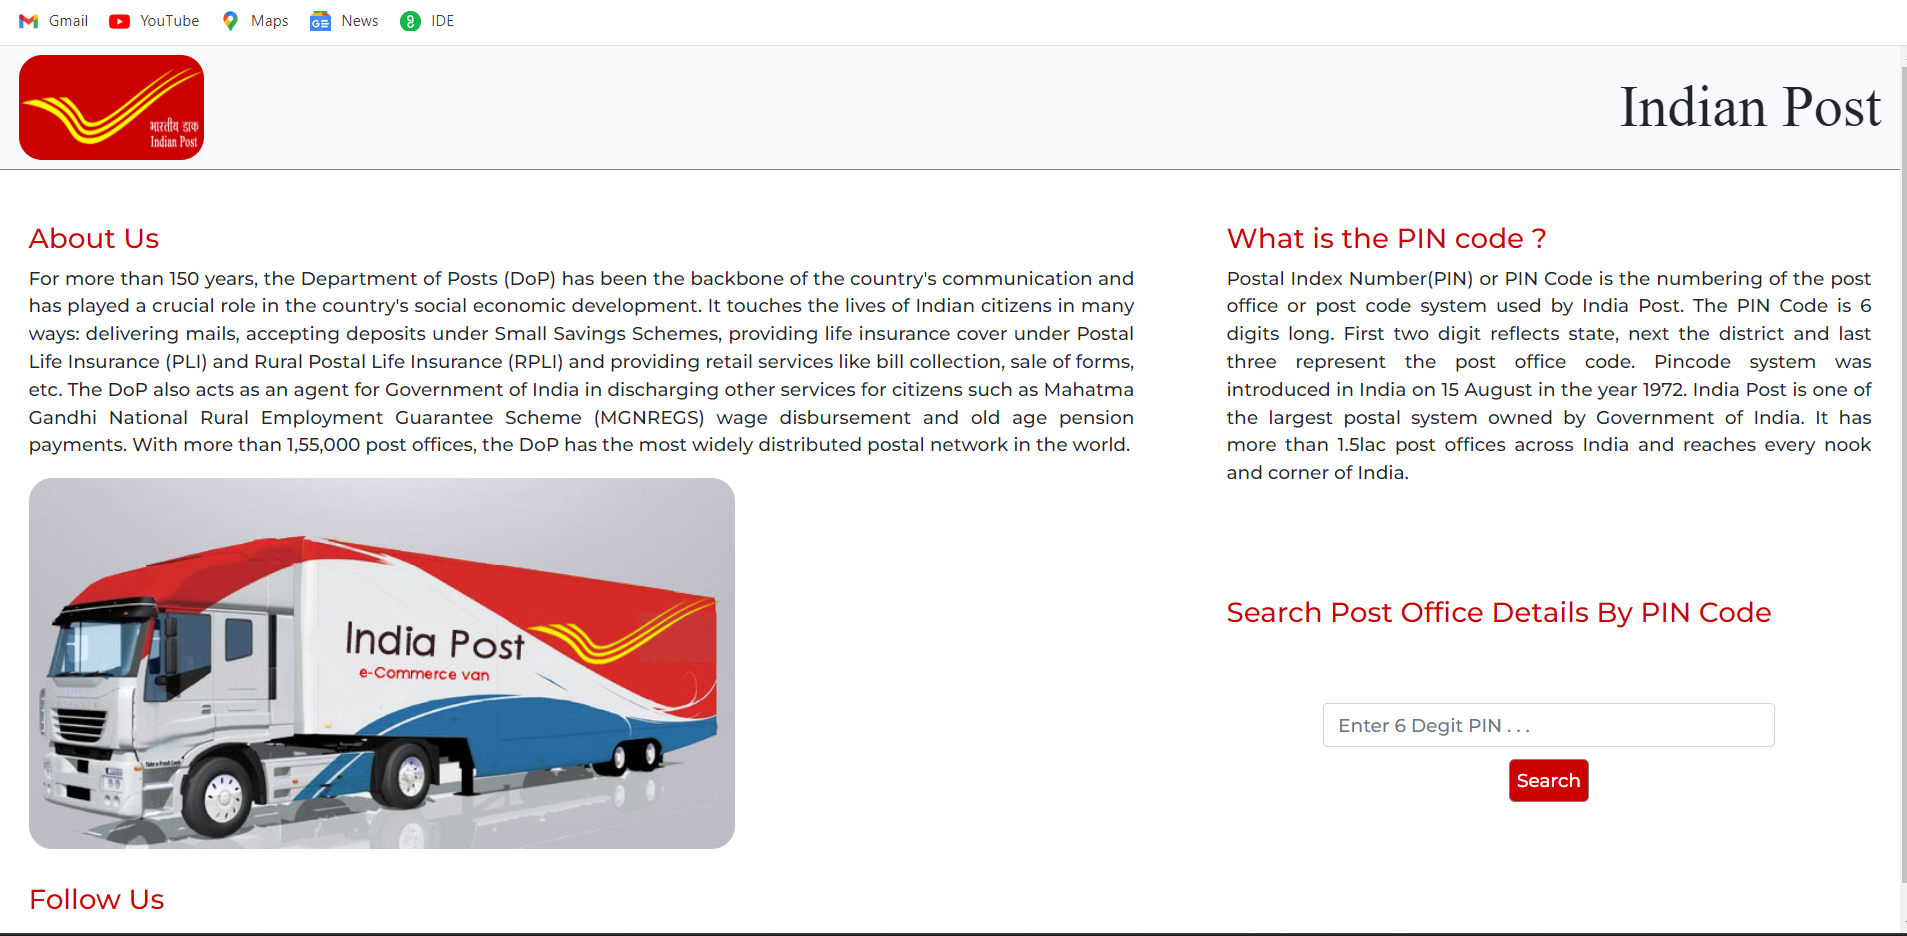 Gmail YouTube Maps News IDE
भारतीय डाक
Indian Post
Indian Post
About Us
For more than 150 years, the Department of Posts (DoP) has been the backbone of the country's communication and
has played a crucial role in the country's social economic development. It touches the lives of Indian citizens in many
ways: delivering mails, accepting deposits under Small Savings Schemes, providing life insurance cover under Postal
Life Insurance (PLI) and Rural Postal Life Insurance (RPLI) and providing retail services like bill collection, sale of forms,
etc. The DoP also acts as an agent for Government of India in discharging other services for citizens such as Mahatma
Gandhi National Rural Employment Guarantee Scheme (MGNREGS) wage disbursement and old age pension
payments. With more than 1,55,000 post offices, the DoP has the most widely distributed postal network in the world.
India Post
e-Commerce van
Take a Fresh Look
Follow Us
What is the PIN code ?
Postal Index Number(PIN) or PIN Code is the numbering of the post
office or post code system used by India Post. The PIN Code is 6
digits long. First two digit reflects state, next the district and last
three represent the post office code. Pincode system was
introduced in India on 15 August in the year 1972. India Post is one of
the largest postal system owned by Government of India. It has
more than 1.5lac post offices across India and reaches every nook
and corner of India.
Search Post Office Details By PIN Code
Enter 6 Degit PIN . . .
Search